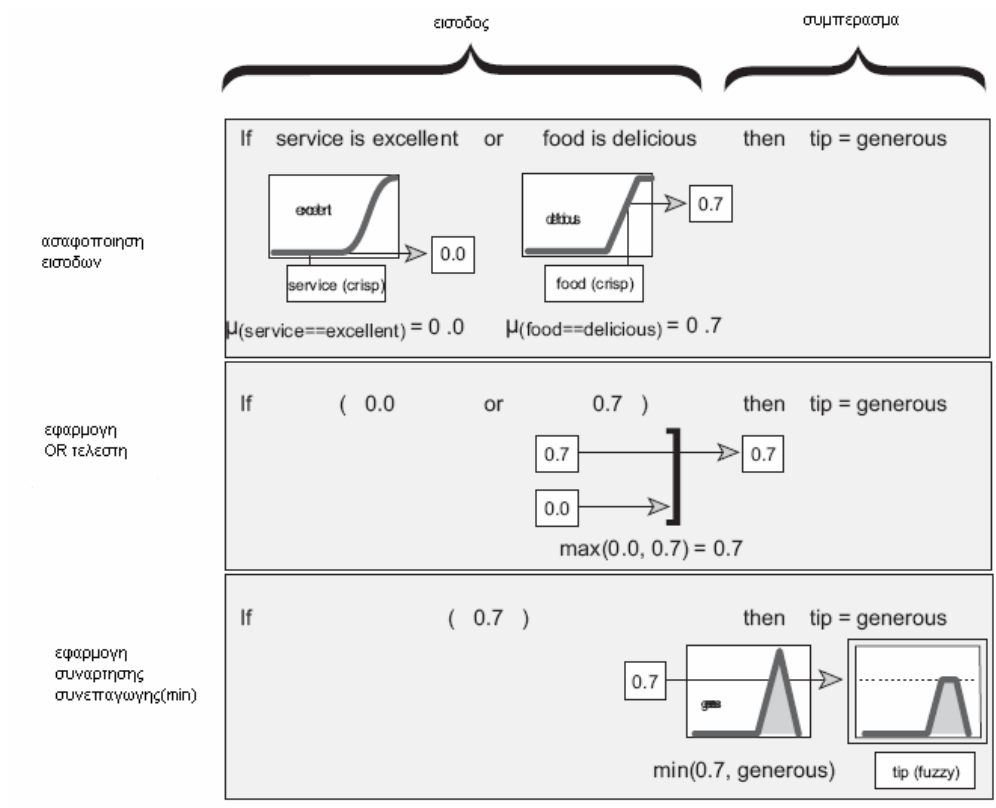 εισοδος
συμπερασμα
If service is excellent or food is delicious then tip = generous
ασαφοποιηση
εισοδων
0.0
0.7
service (crisp)
food (crisp)
μ(service==excellent) = 0 .0
μ(food==delicious) = 0 .7
εφαρμογη
OR τελεστη
If ( 0.0 or 0.7 ) then tip = generous
0.7
0.7
0.0
max(0.0, 0.7) = 0.7
If ( 0.7 ) then tip = generous
εφαρμογη
συναρτησης
συνεπαγωγης(min)
0.7
min(0.7, generous)
tip (fuzzy)